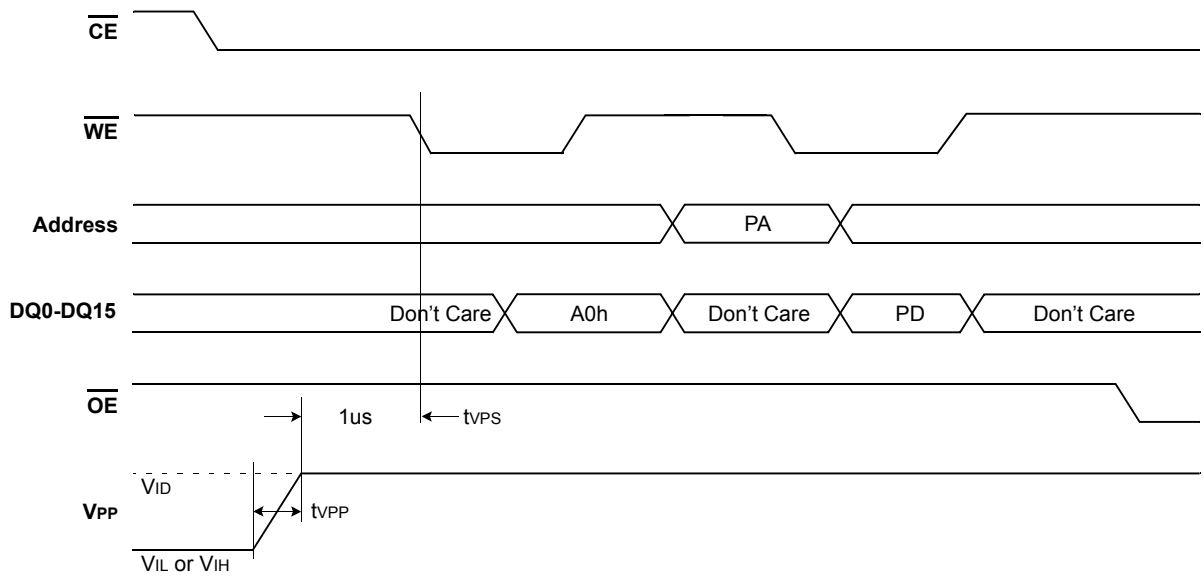 CE
WE
Address
PA
DQ0-DQ15
Don't Care
A0h
Don't Care
PD
Don't Care
OE
1us
tVPS
VID
VPP
tVPP
VIL or VIH